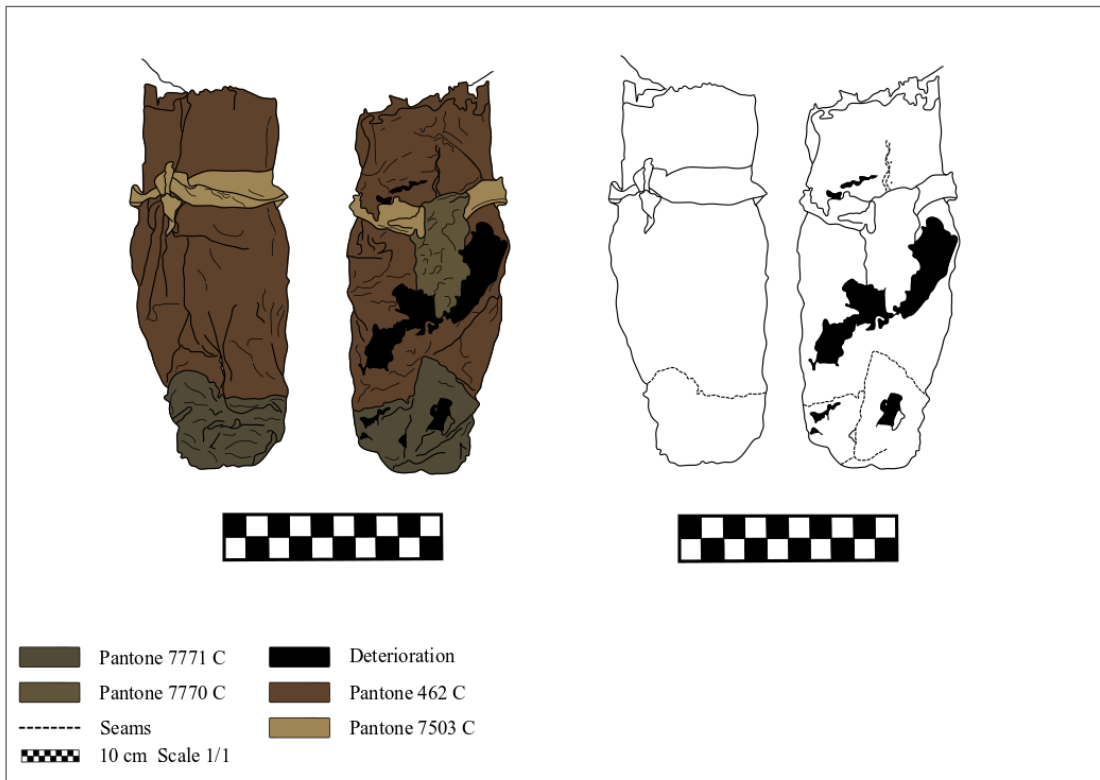 Pantone 7771 C
Deterioration
Pantone 7770 C
Pantone 462 C
Seams
Pantone 7503 C
10 cm Scale 1/1